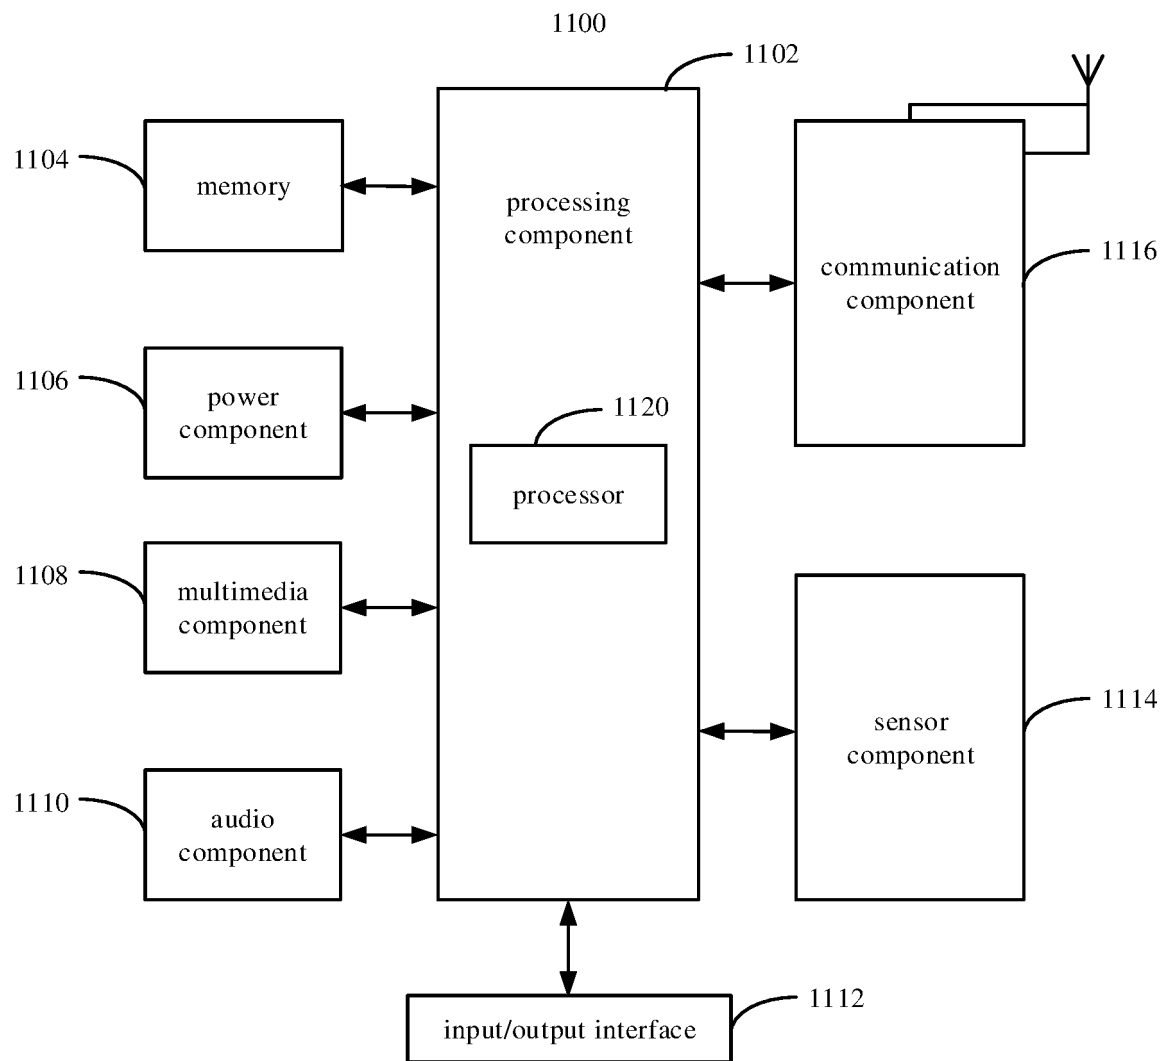 1100
1102
1104
memory
processing
component
communication
component
1116
1106
power
component
1120
processor
1108
multimedia
component
sensor
component
1114
1110
audio
component
input/output interface
1112